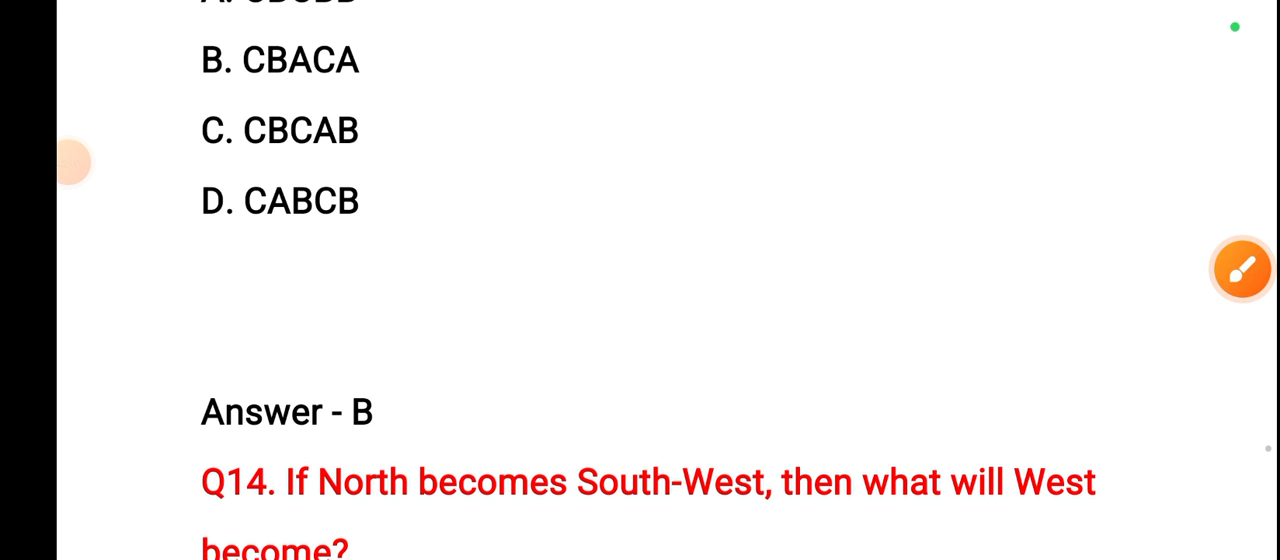 B. CBACA
C. CBCAB
D. CABCB
Answer - B
Q14. If North becomes South-West, then what will West
become?